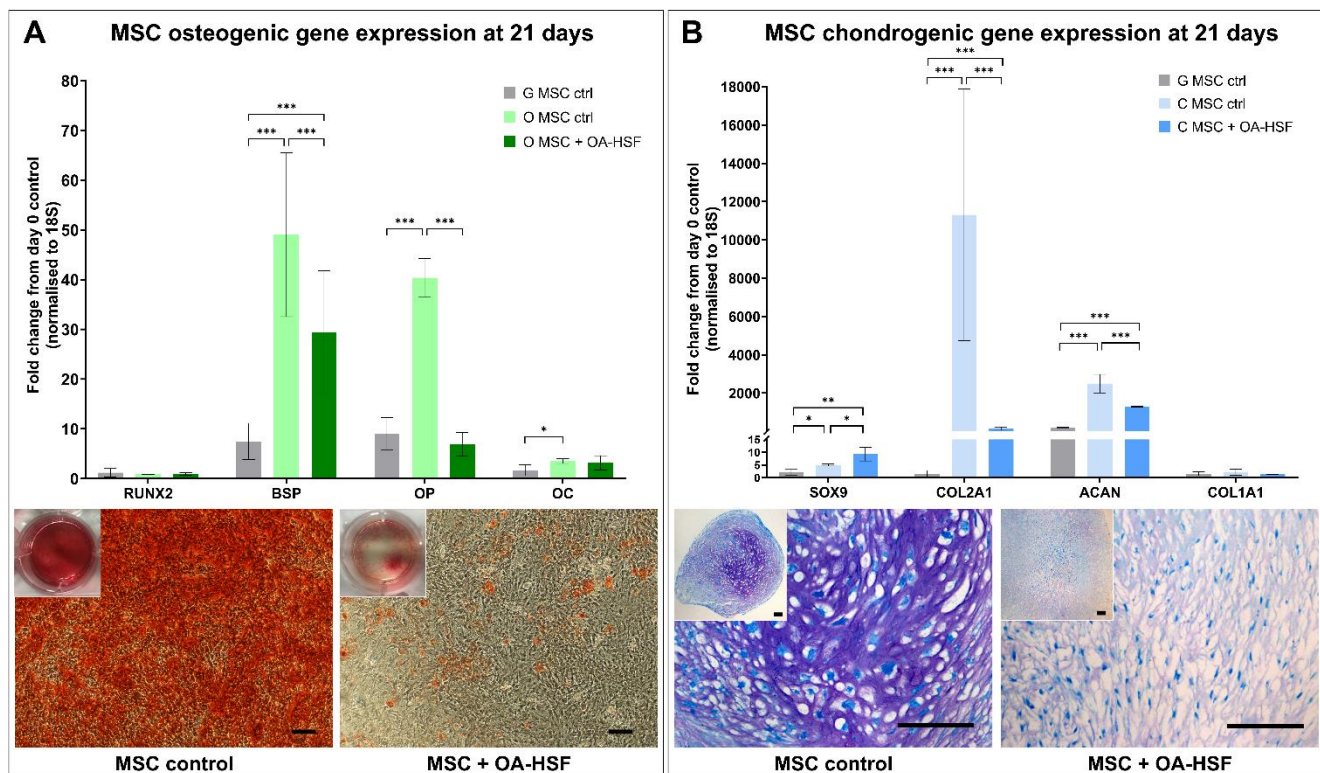 A
MSC osteogenic gene expression at 21 days
Fold change from day 0 control
(normalised to 18S)
80
70
60
50
40
30
20
10
0
G MSC ctrl
O MSC ctrl
O MSC + OA-HSF
***
***
***
***
***
*
RUNX2
BSP
OP
OC
MSC control
MSC + OA-HSF
B
MSC chondrogenic gene expression at 21 days
Fold change from day 0 control
(normalised to 18S)
18000
16000
14000
12000
10000
8000
6000
4000
2000
15
10
5
0
G MSC ctrl
C MSC ctrl
C MSC + OA-HSF
**
*
*
***
***
***
***
***
***
SOX9
COL2A1
ACAN
COL1A1
MSC control
MSC + OA-HSF